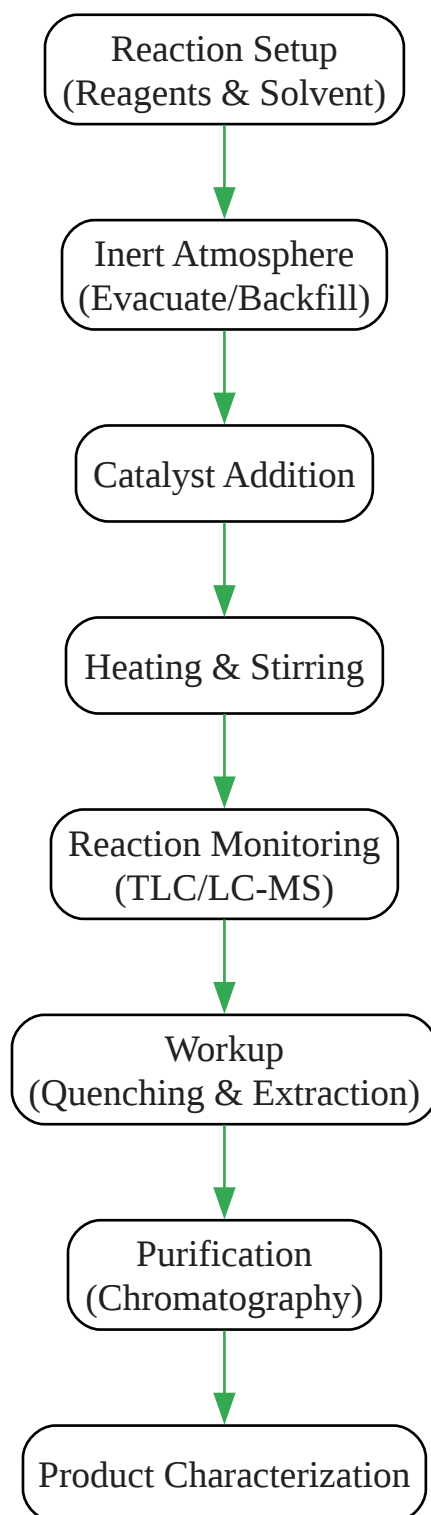 Reaction Setup
(Reagents & Solvent)
Inert Atmosphere
(Evacuate/Backfill)
Catalyst Addition
Heating & Stirring
Reaction Monitoring
(TLC/LC-MS)
Workup
(Quenching & Extraction)
Purification
(Chromatography)
Product Characterization